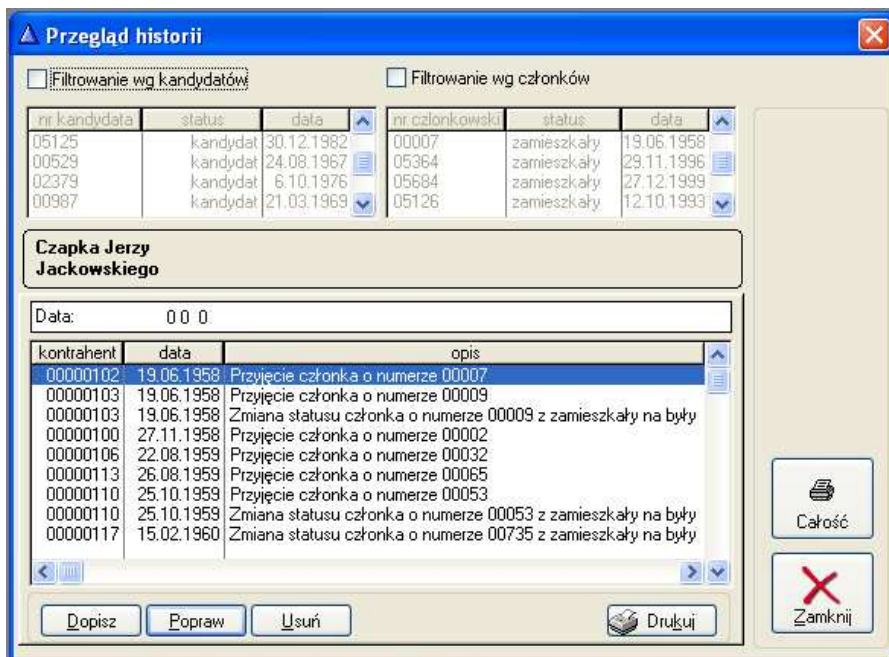 Przegląd historii
Filtrowanie wg kandydatów Filtrowanie wg członków
nr kandydata status data nr członkowski status data
05125 kandydat 30.12.1982 00007 zamieszkały 19.06.1958
00529 kandydat 24.08.1967 05364 zamieszkały 29.11.1996
02379 kandydat 6.10.1976 05684 zamieszkały 27.12.1999
00987 kandydat 21.03.1969 05126 zamieszkały 12.10.1993
Czapka Jerzy
Jackowskiego
Data: 0 0 0
kontrahent data opis
00000102 19.06.1958 Przyjęcie członka o numerze 00007
00000103 19.06.1958 Przyjęcie członka o numerze 00009
00000103 19.06.1958 Zmiana statusu członka o numerze 00009 z zamieszkały na były
00000100 27.11.1958 Przyjęcie członka o numerze 00002
00000106 22.08.1959 Przyjęcie członka o numerze 00032
00000113 26.08.1959 Przyjęcie członka o numerze 00065
00000110 25.10.1959 Przyjęcie członka o numerze 00053
00000110 25.10.1959 Zmiana statusu członka o numerze 00053 z zamieszkały na były
00000117 15.02.1960 Zmiana statusu członka o numerze 00735 z zamieszkały na były
Całość
Dopisz Popraw Usuń Drukuj Zamknij